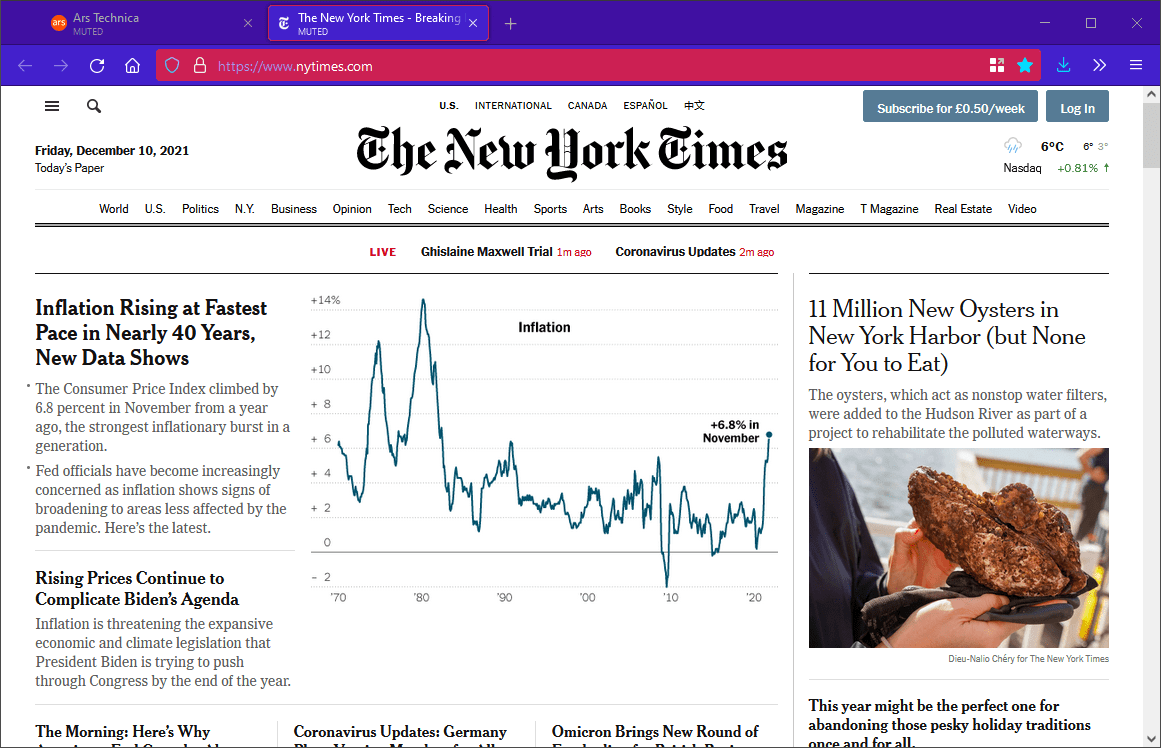 Ars Technica
MUTED
The New York Times - Breaking
MUTED
https://www.nytimes.com
U.S. INTERNATIONAL CANADA ESPAÑOL 中文
Subscribe for £0.50/week
Log In
Friday, December 10, 2021
Today's Paper
The New York Times
6°C 6° 3°
Nasdaq +0.81% ↑
World U.S. Politics N.Y. Business Opinion Tech Science Health Sports Arts Books Style Food Travel Magazine T Magazine Real Estate Video
LIVE Ghislaine Maxwell Trial 1m ago Coronavirus Updates 2m ago
Inflation Rising at Fastest
Pace in Nearly 40 Years,
New Data Shows
• The Consumer Price Index climbed by
6.8 percent in November from a year
ago, the strongest inflationary burst in a
generation.
• Fed officials have become increasingly
concerned as inflation shows signs of
broadening to areas less affected by the
pandemic. Here's the latest.
Rising Prices Continue to
Complicate Biden's Agenda
Inflation is threatening the expansive
economic and climate legislation that
President Biden is trying to push
through Congress by the end of the year.
+14%
Inflation
+12
+10
+ 8
+6.8% in
November
+ 6
+ 4
+ 2
0
− 2
'70 '80 '90 '00 '10 '20
11 Million New Oysters in
New York Harbor (but None
for You to Eat)
The oysters, which act as nonstop water filters,
were added to the Hudson River as part of a
project to rehabilitate the polluted waterways.
Dieu-Nalio Chéry for The New York Times
This year might be the perfect one for
abandoning those pesky holiday traditions
once and for all.
The Morning: Here's Why
Coronavirus Updates: Germany
Omicron Brings New Round of